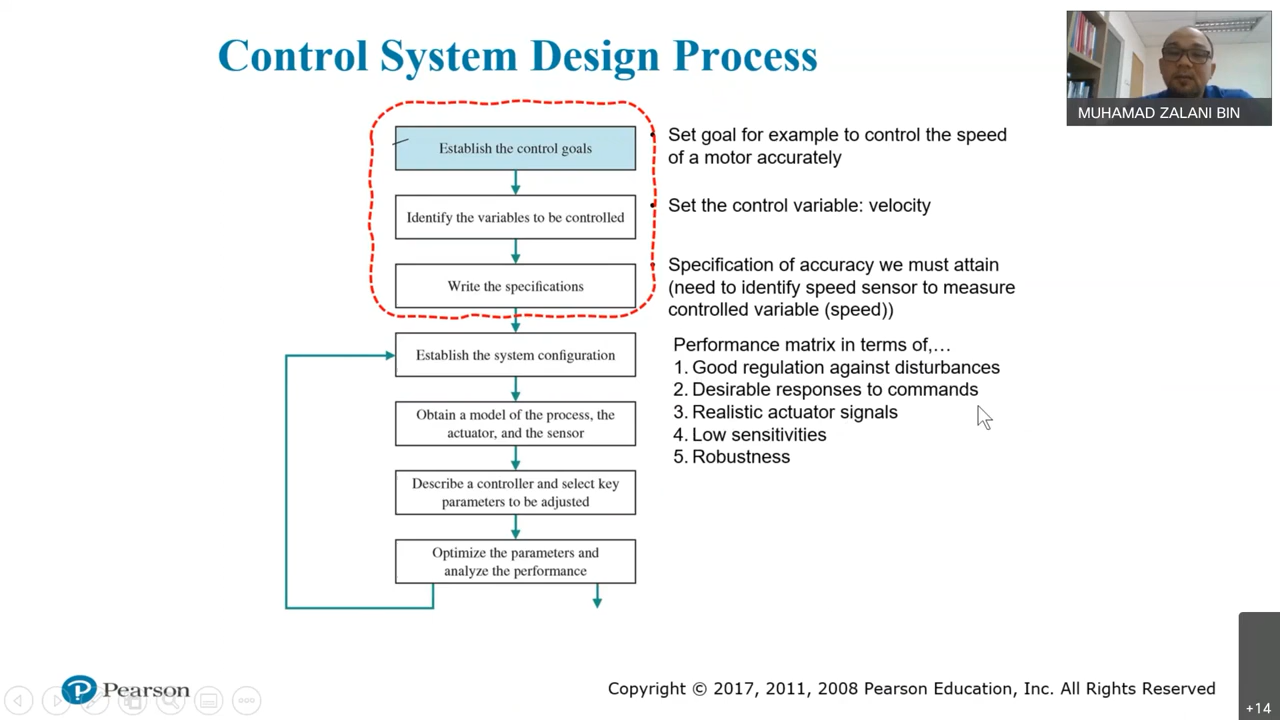 Control System Design Process
MUHAMAD ZALANI BIN
Establish the control goals
Identify the variables to be controlled
Write the specifications
Establish the system configuration
Obtain a model of the process, the
actuator, and the sensor
Describe a controller and select key
parameters to be adjusted
Optimize the parameters and
analyze the performance
• Set goal for example to control the speed
of a motor accurately
• Set the control variable: velocity
• Specification of accuracy we must attain
(need to identify speed sensor to measure
controlled variable (speed))
Performance matrix in terms of,…
1. Good regulation against disturbances
2. Desirable responses to commands
3. Realistic actuator signals
4. Low sensitivities
5. Robustness
Pearson
Copyright © 2017, 2011, 2008 Pearson Education, Inc. All Rights Reserved
+14